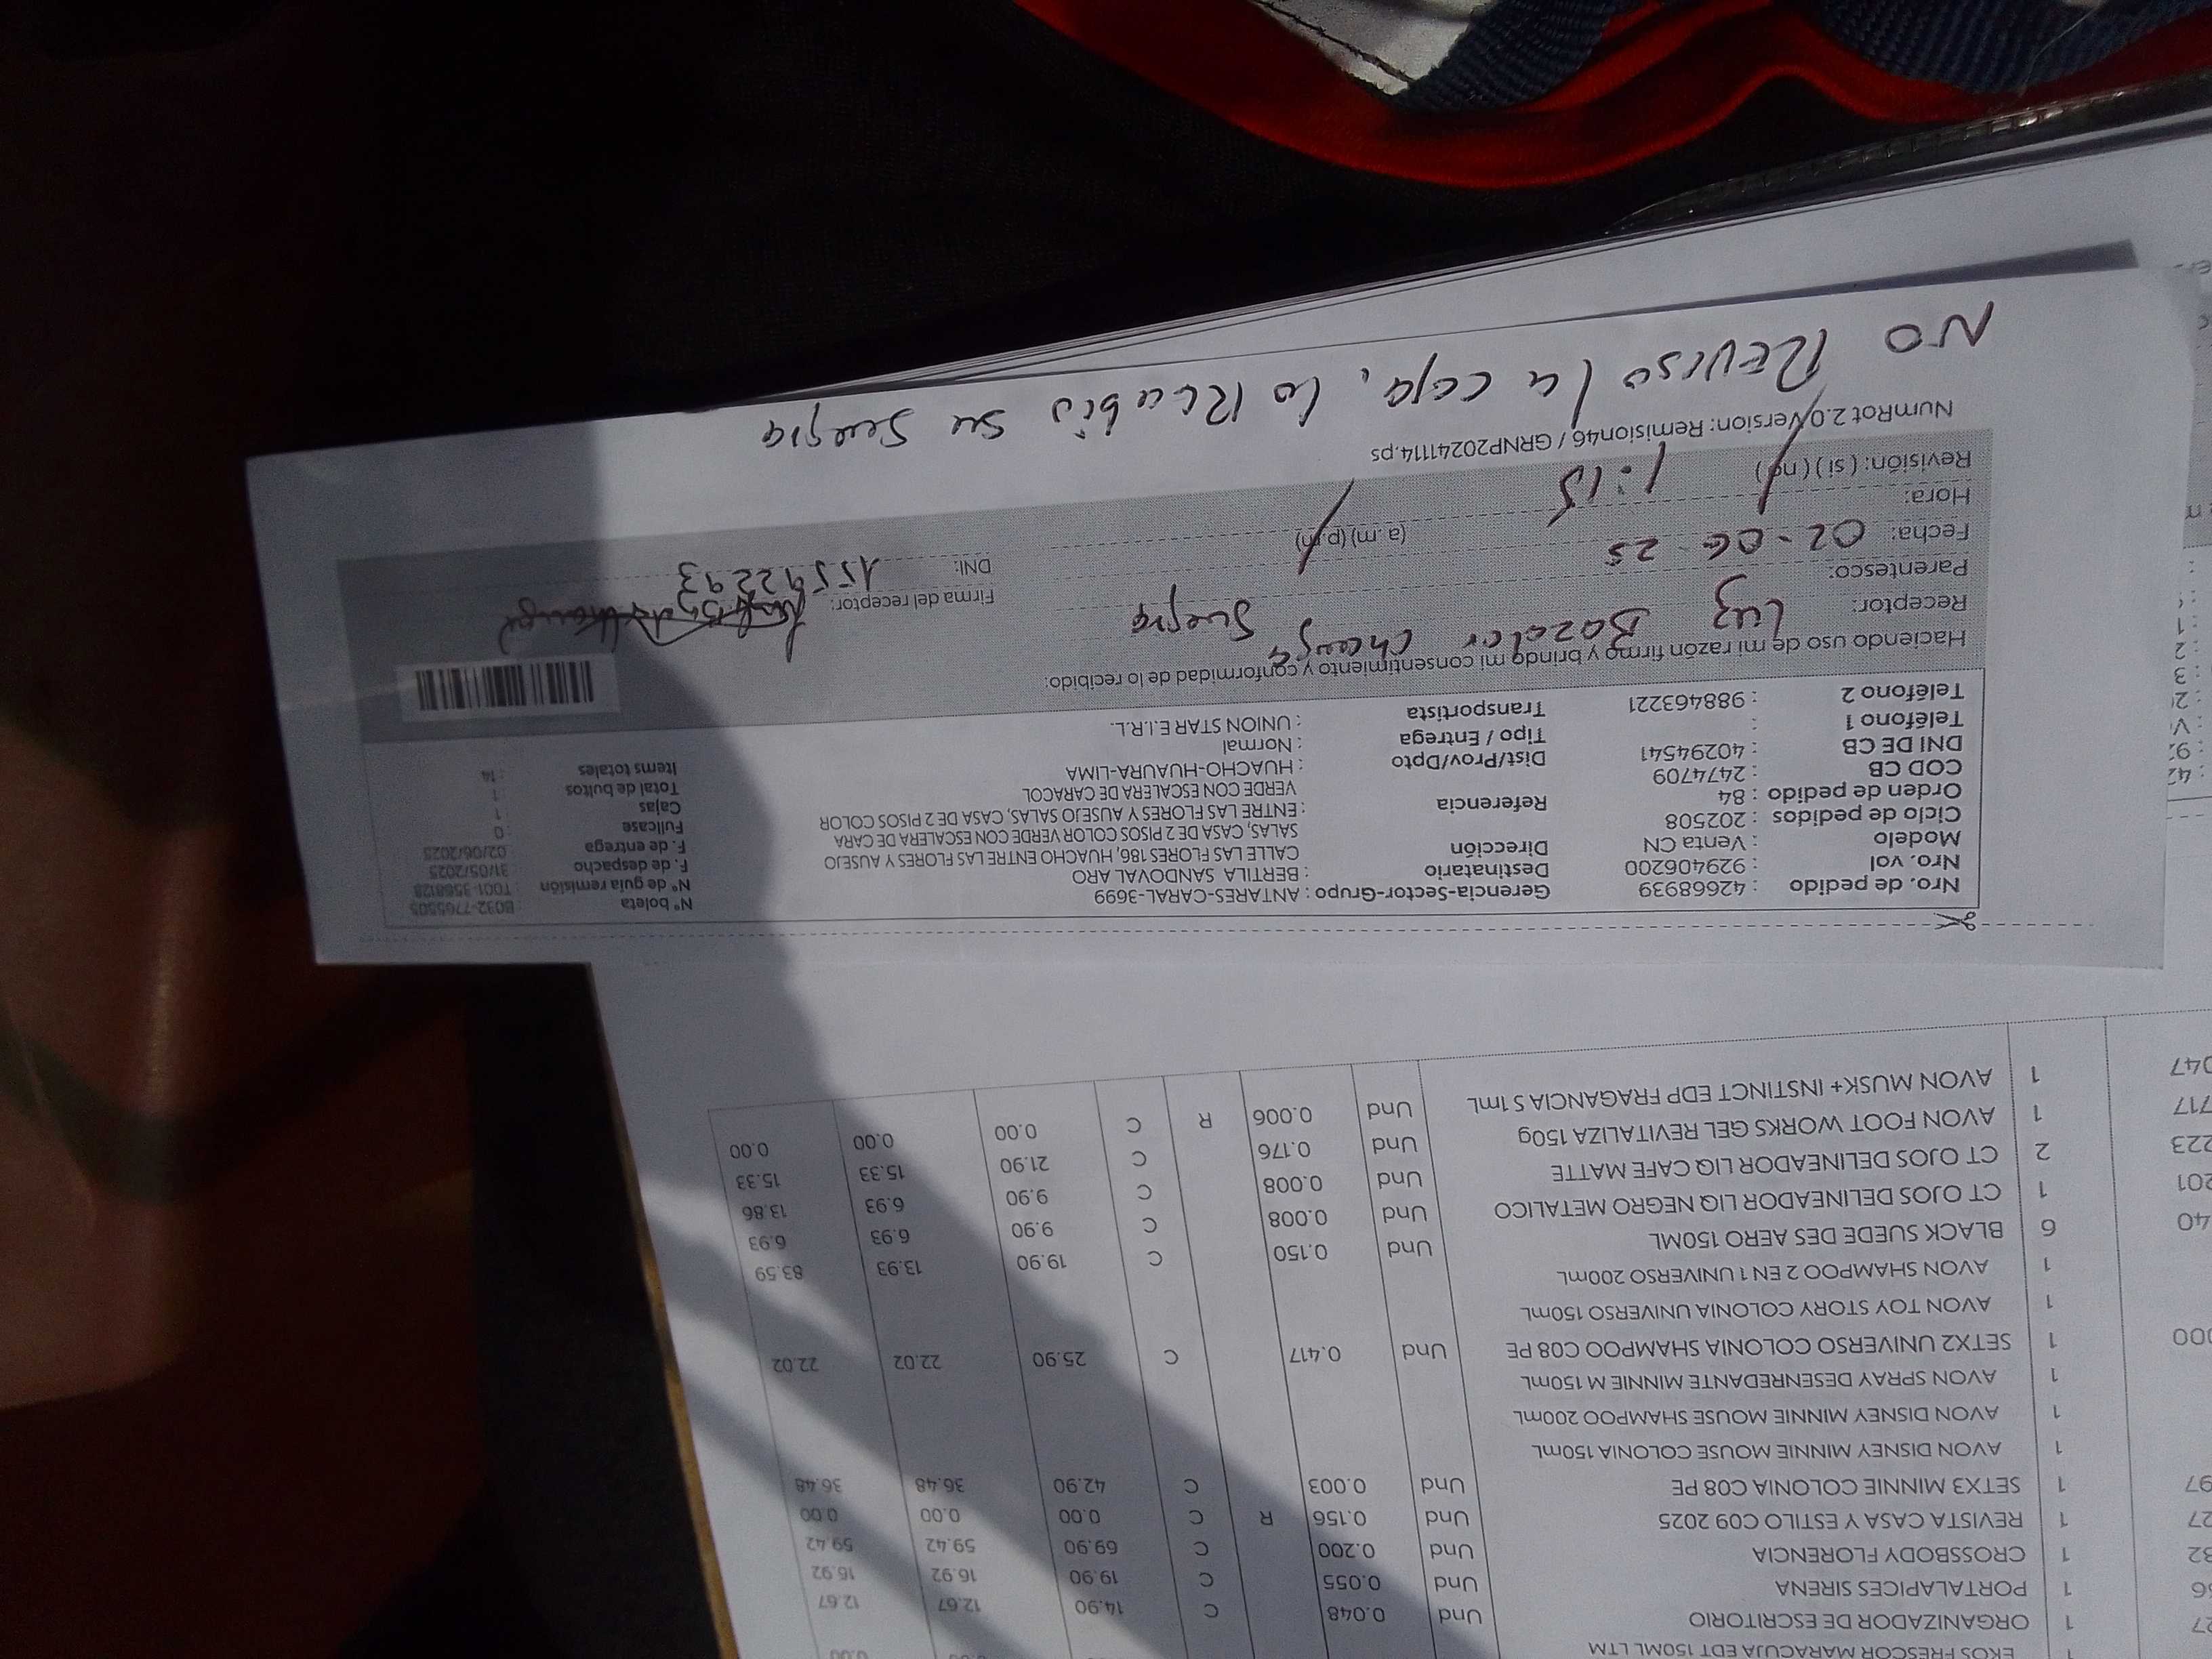 EKOS FRESCOR MARACUJA EDT 150ML LTM 1 0.00
ORGANIZADOR DE ESCRITORIO 1 Und 0.048 C 14.90 12.67 12.67
PORTALAPICES SIRENA 1 Und 0.055 C 19.90 16.92 16.92
CROSSBODY FLORENCIA 1 Und 0.200 C 69.90 59.42 59.42
REVISTA CASA Y ESTILO C09 2025 1 Und 0.156 R C 0.00 0.00 0.00
SETX3 MINNIE COLONIA C08 PE 1 Und 0.003 C 42.90 36.48 36.48
AVON DISNEY MINNIE MOUSE COLONIA 150mL 1
AVON DISNEY MINNIE MOUSE SHAMPOO 200mL 1
AVON SPRAY DESENREDANTE MINNIE M 150mL 1
SETX2 UNIVERSO COLONIA SHAMPOO C08 PE 1 Und 0.417 C 25.90 22.02 22.02
AVON TOY STORY COLONIA UNIVERSO 150mL 1
AVON SHAMPOO 2 EN 1 UNIVERSO 200mL 1
BLACK SUEDE DES AERO 150ML 6 Und 0.150 C 19.90 13.93 83.59
CT OJOS DELINEADOR LIQ NEGRO METALICO 1 Und 0.008 C 9.90 6.93 6.93
CT OJOS DELINEADOR LIQ CAFE MATTE 2 Und 0.008 C 9.90 6.93 13.86
AVON FOOT WORKS GEL REVITALIZA 150g 1 Und 0.176 C 21.90 15.33 15.33
AVON MUSK+ INSTINCT EDP FRAGANCIA S 1mL 1 Und 0.006 R C 0.00 0.00 0.00
Nro. de pedido : 42668939 Gerencia-Sector-Grupo : ANTARES-CARAL-3699 N° boleta : B032-7765505
Nro. vol : 929406200 Destinatario : BERTILA SANDOVAL ARO N° de guía remisión : T001-3568128
Modelo : Venta CN Dirección CALLE LAS FLORES 186, HUACHO ENTRE LAS FLORES Y AUSEJO F. de despacho : 31/05/2025
SALAS, CASA DE 2 PISOS COLOR VERDE CON ESCALERA DE CARA F. de entrega : 02/06/2025
Ciclo de pedidos : 202508 Referencia : ENTRE LAS FLORES Y AUSEJO SALAS, CASA DE 2 PISOS COLOR Fullcase : 0
Orden de pedido : 84 VERDE CON ESCALERA DE CARACOL Cajas : 1
COD CB : 2474709 Dist/Prov/Dpto : HUACHO-HUAURA-LIMA Total de bultos : 1
DNI DE CB : 40294541 Tipo / Entrega : Normal Items totales : 14
Teléfono 1 : Transportista : UNION STAR E.I.R.L.
Teléfono 2 : 988463221
Haciendo uso de mi razón firmo y brindo mi consentimiento y conformidad de lo recibido:
Receptor: Luz Bazalar Changa Suegra
Parentesco: Firma del receptor:
Fecha: 02-06-25 DNI: 15592293
Hora: 1:15 (a.m) (p.m)
Revisión: (si) (no)
NumRot 2.0 /Version: Remision46 / GRNP20241114.ps
NO Reviso la caja, lo Recibio su suegra